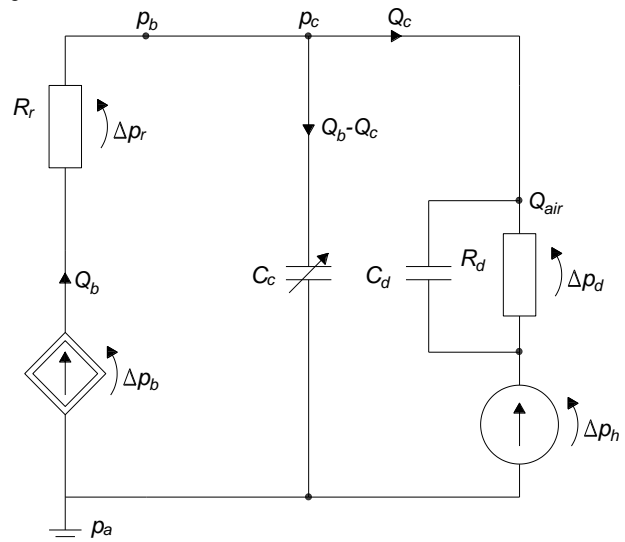 p_b
p_c
Q_c
R_r
Δp_r
Q_b-Q_c
Q_air
Q_b
C_c
C_d
R_d
Δp_d
Δp_b
Δp_h
p_a